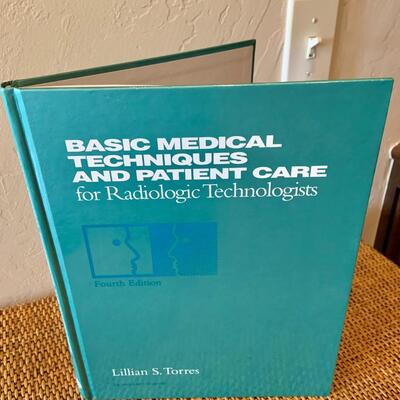 BASIC MEDICAL
TECHNIQUES
AND PATIENT CARE
for Radiologic Technologists
Fourth Edition
Lillian S. Torres